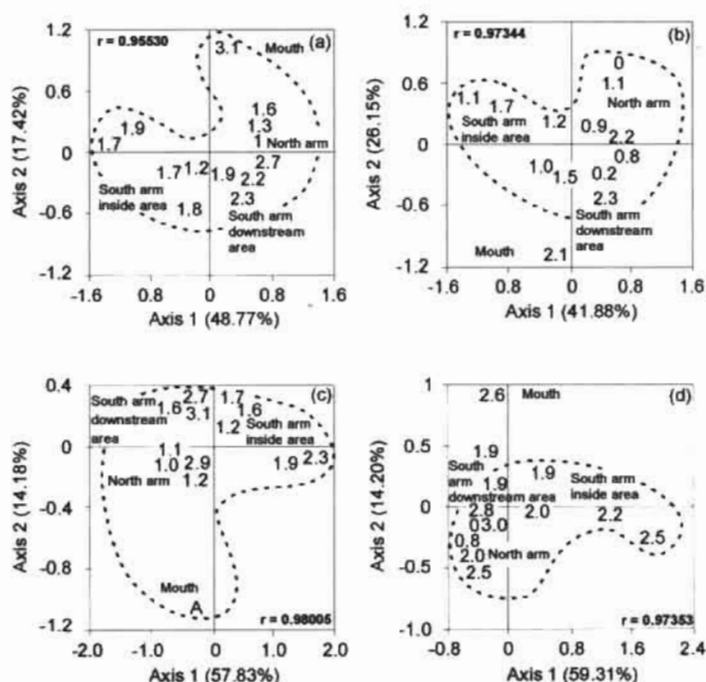 1.2
r = 0.95530
(a)
Mouth
3.1
0.6
1.6
1.3
1.9
North arm
1.7
1
0
1.7 1.2 1.9 2.7
2.2
South arm
inside area
1.8
2.3
-0.6
South arm
downstream
area
-1.2
-1.6 0.8 0 0.8 1.6
Axis 1 (48.77%)
Axis 2 (17.42%)
1.2
r = 0.97344
(b)
0
1.1
0.6
1.1
1.7
North arm
South arm
inside area
1.2 0.9
2.2
0
0.8
1.0
1.5 0.2
2.3
-0.6
South arm
downstream
area
Mouth
2.1
-1.2
-1.6 -0.8 0 0.8 1.6
Axis 1 (41.88%)
Axis 2 (26.15%)
0.4
(c)
South arm
downstream
area
1.6
2.7
3.1
1.7
1.6
1.2
South arm
inside area
0
1.1
1.0 2.9 1.9 2.3
North arm
1.2
-0.4
-0.8
Mouth
A
r = 0.98005
-1.2
-2.0 -1.0 0.0 1.0 2.0
Axis 1 (57.83%)
Axis 2 (14.18%)
1
2.6 Mouth
(d)
0.5
1.9
South
arm
downstream area
1.9
1.9
South arm
inside area
0
2.8 2.0 2.2
03.0
0.8
2.0 North arm
2.5
2.5
-0.5
r = 0.97353
-1.0
-0.8 0 0.8 1.6 2.4
Axis 1 (59.31%)
Axis 2 (14.20%)